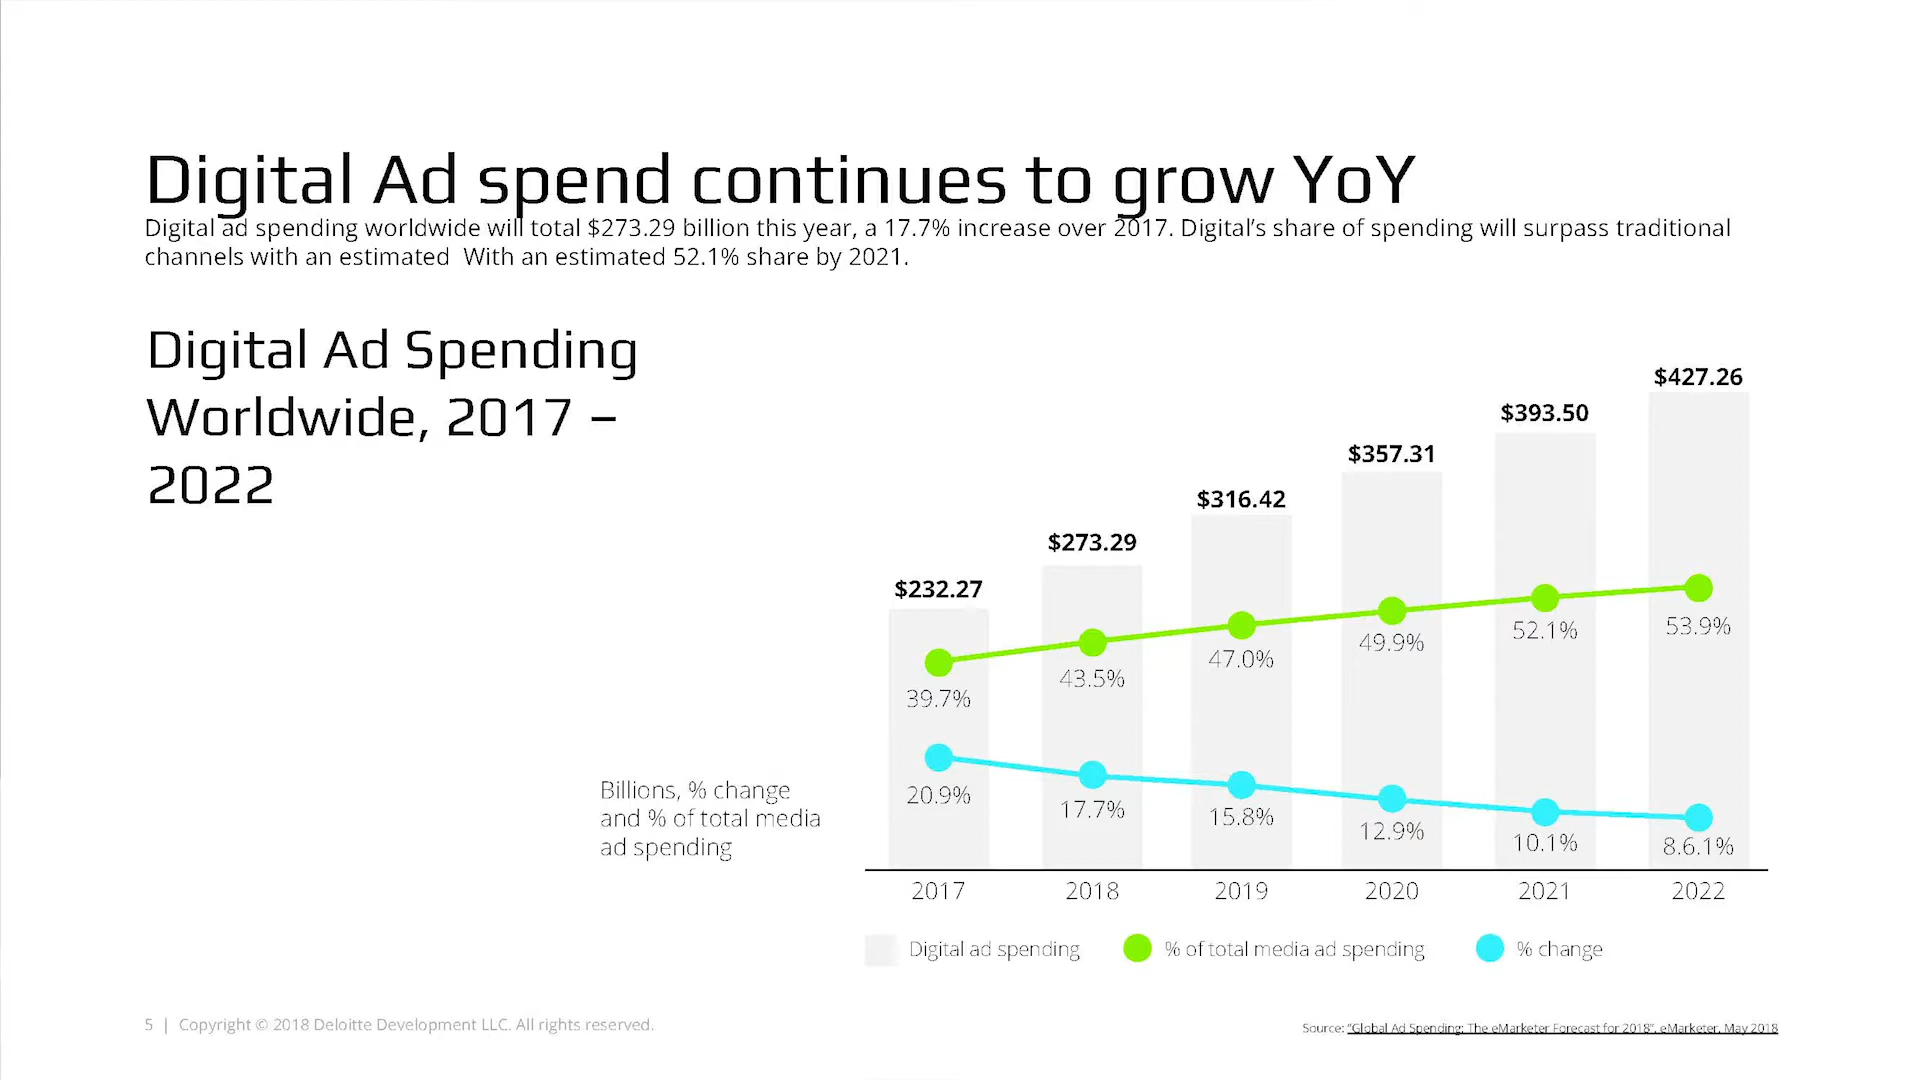 Digital Ad spend continues to grow YoY
Digital ad spending worldwide will total $273.29 billion this year, a 17.7% increase over 2017. Digital’s share of spending will surpass traditional
channels with an estimated  With an estimated 52.1% share by 2021.
Digital Ad Spending
Worldwide, 2017 –
2022
Billions, % change
and % of total media
ad spending
$232.27
$273.29
$316.42
$357.31
$393.50
$427.26
39.7%
43.5%
47.0%
49.9%
52.1%
53.9%
20.9%
17.7%
15.8%
12.9%
10.1%
8.6.1%
2017
2018
2019
2020
2021
2022
Digital ad spending
% of total media ad spending
% change
5 | Copyright © 2018 Deloitte Development LLC. All rights reserved.
Source: “Global Ad Spending: The eMarketer Forecast for 2018”, eMarketer, May 2018